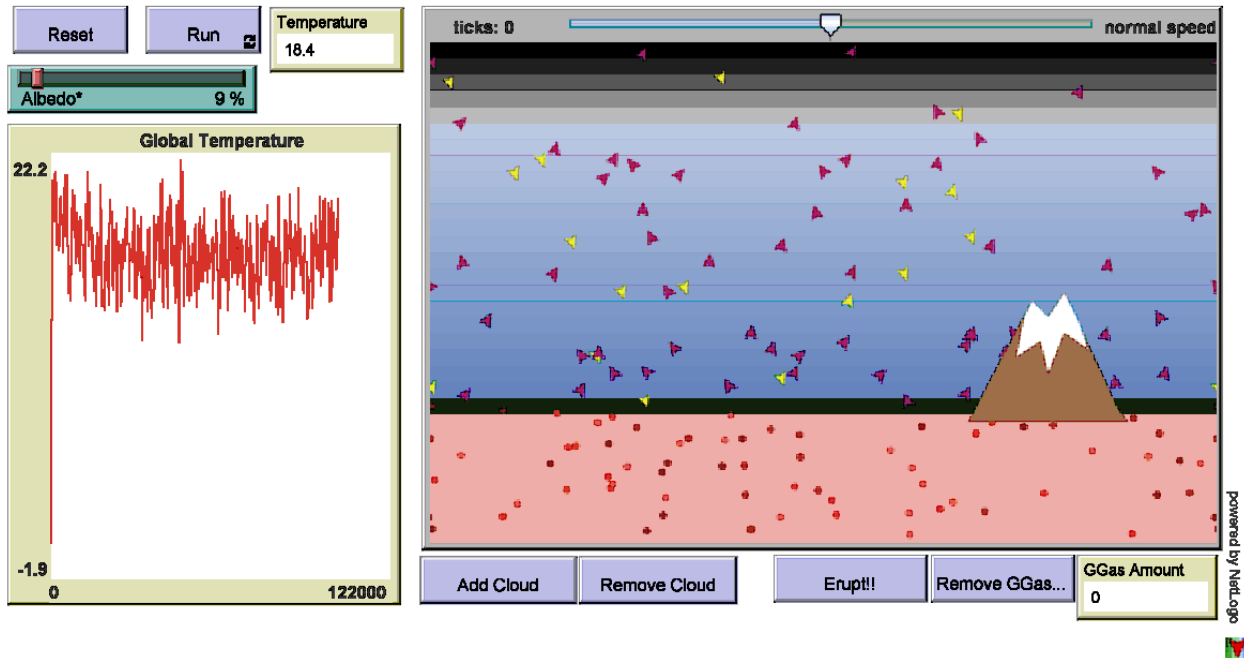 Reset
Run
Temperature
18.4
ticks: 0
normal speed
Albedo*
9 %
Global Temperature
22.2
-1.9
0
122000
Add Cloud
Remove Cloud
Erupt!!
Remove GGas...
GGas Amount
0
powered by NetLogo